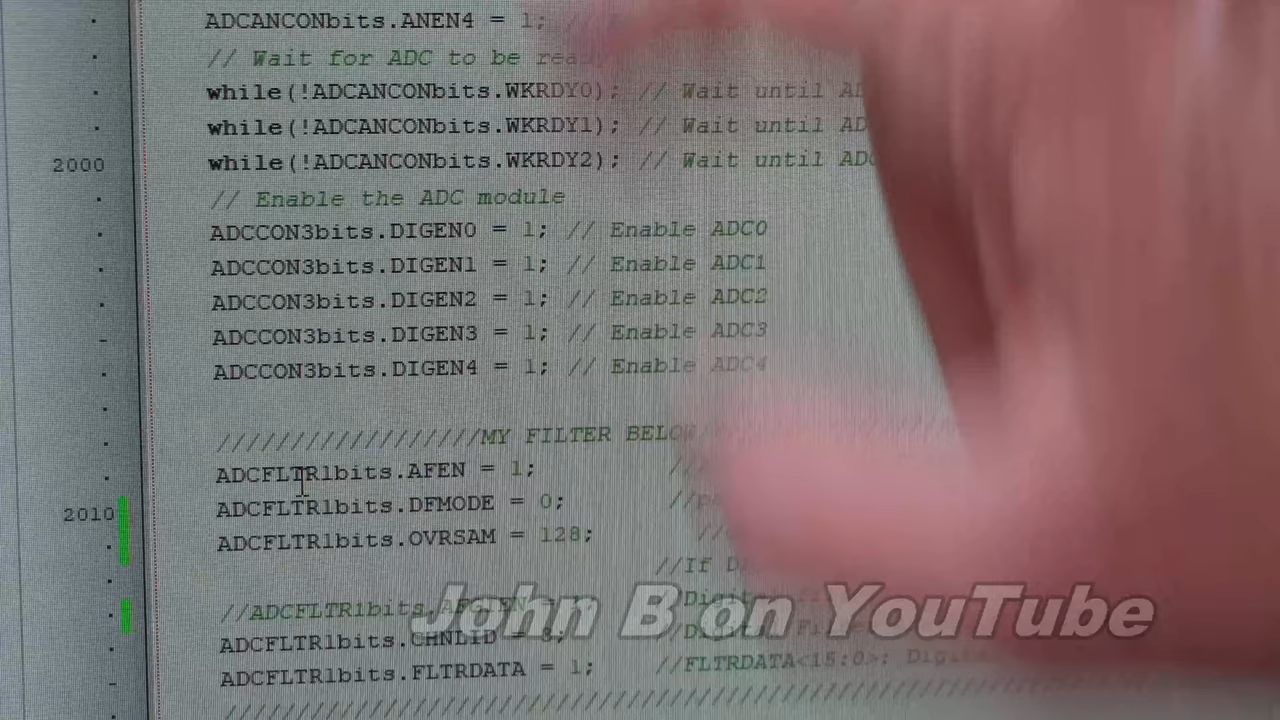 ADCANCONbits.ANEN4 = 1; //
// Wait for ADC to be
while(!ADCANCONbits.WKRDY0); // Wait until
while(!ADCANCONbits.WKRDY1); // Wait until
2000 while(!ADCANCONbits.WKRDY2); // Wait until
// Enable the ADC module
ADCCON3bits.DIGEN0 = 1; // Enable ADC0
ADCCON3bits.DIGEN1 = 1; // Enable ADC1
ADCCON3bits.DIGEN2 = 1; // Enable ADC2
ADCCON3bits.DIGEN3 = 1; // Enable ADC3
ADCCON3bits.DIGEN4 = 1; // Enable ADC4
//////////////////MY FILTER BELOW
ADCFLTR1bits.AFEN = 1; //
2010 ADCFLTR1bits.DFMODE = 0;
ADCFLTR1bits.OVRSAM = 128; //
//If
ADCFLTR1bits.CHNLID =
ADCFLTR1bits.FLTRDATA = 1; //FLTRDATA<15:0>:
John B on YouTube